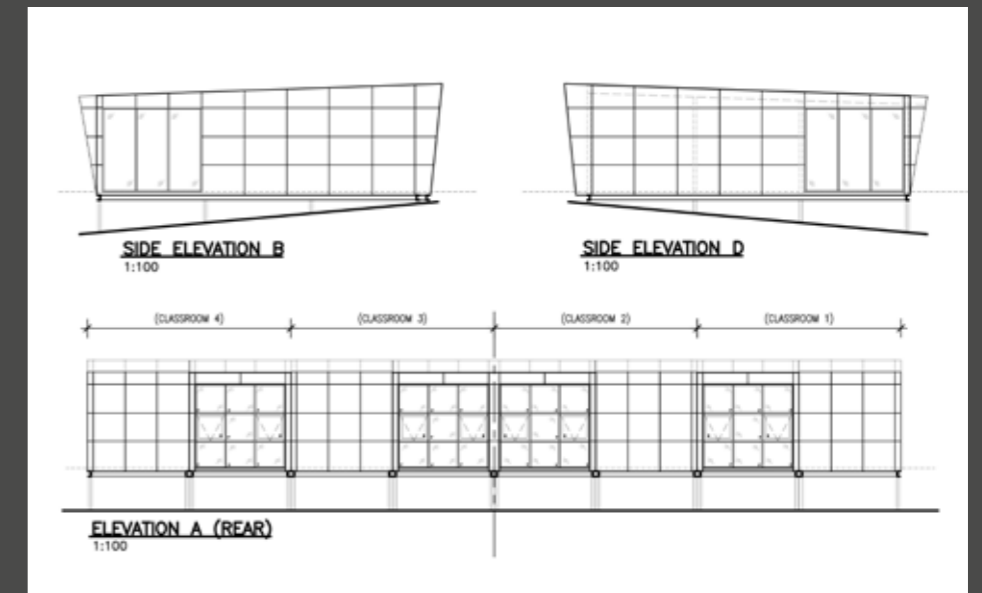 SIDE ELEVATION B
1:100
SIDE ELEVATION D
1:100
(CLASSROOM 4)
(CLASSROOM 3)
(CLASSROOM 2)
(CLASSROOM 1)
ELEVATION A (REAR)
1:100